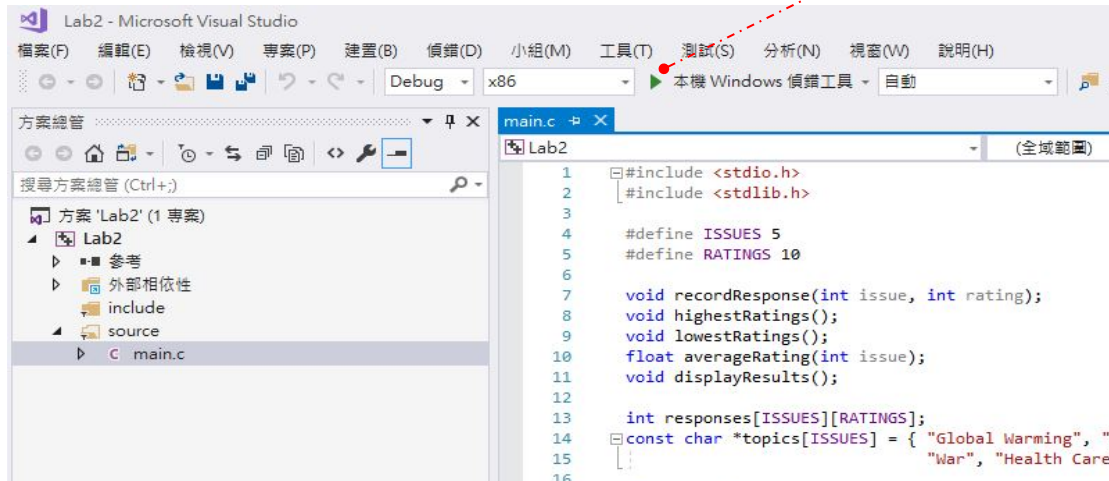 Lab2 - Microsoft Visual Studio
檔案(F) 編輯(E) 檢視(V) 專案(P) 建置(B) 偵錯(D) 小組(M) 工具(T) 測試(S) 分析(N) 視窗(W) 說明(H)
Debug x86 本機 Windows 偵錯工具 自動
方案總管
搜尋方案總管 (Ctrl+;)
方案 'Lab2' (1 專案)
Lab2
參考
外部相依性
include
source
main.c
main.c
Lab2 (全域範圍)
1 #include <stdio.h>
2 #include <stdlib.h>
3
4 #define ISSUES 5
5 #define RATINGS 10
6
7 void recordResponse(int issue, int rating);
8 void highestRatings();
9 void lowestRatings();
10 float averageRating(int issue);
11 void displayResults();
12
13 int responses[ISSUES][RATINGS];
14 const char *topics[ISSUES] = { "Global Warming", "
15 "War", "Health Care
16